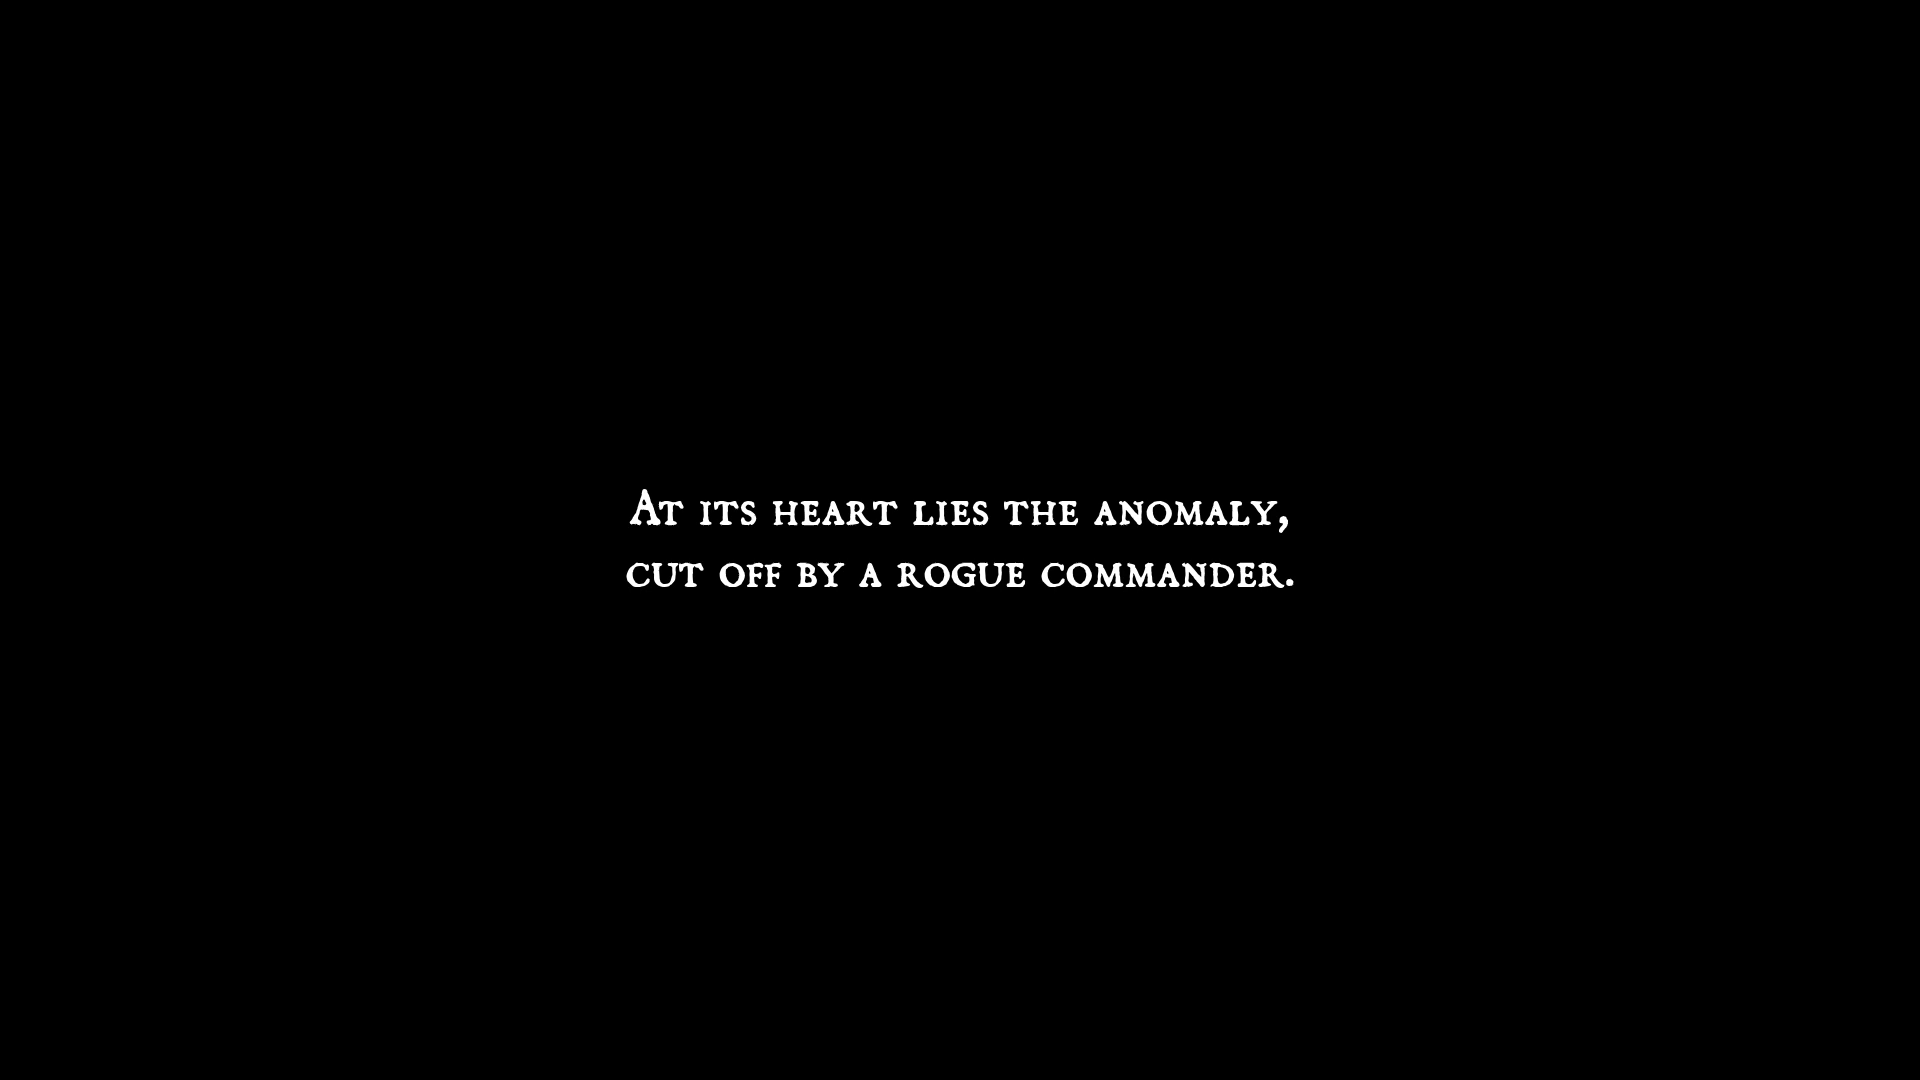 At its heart lies the anomaly,
cut off by a rogue commander.